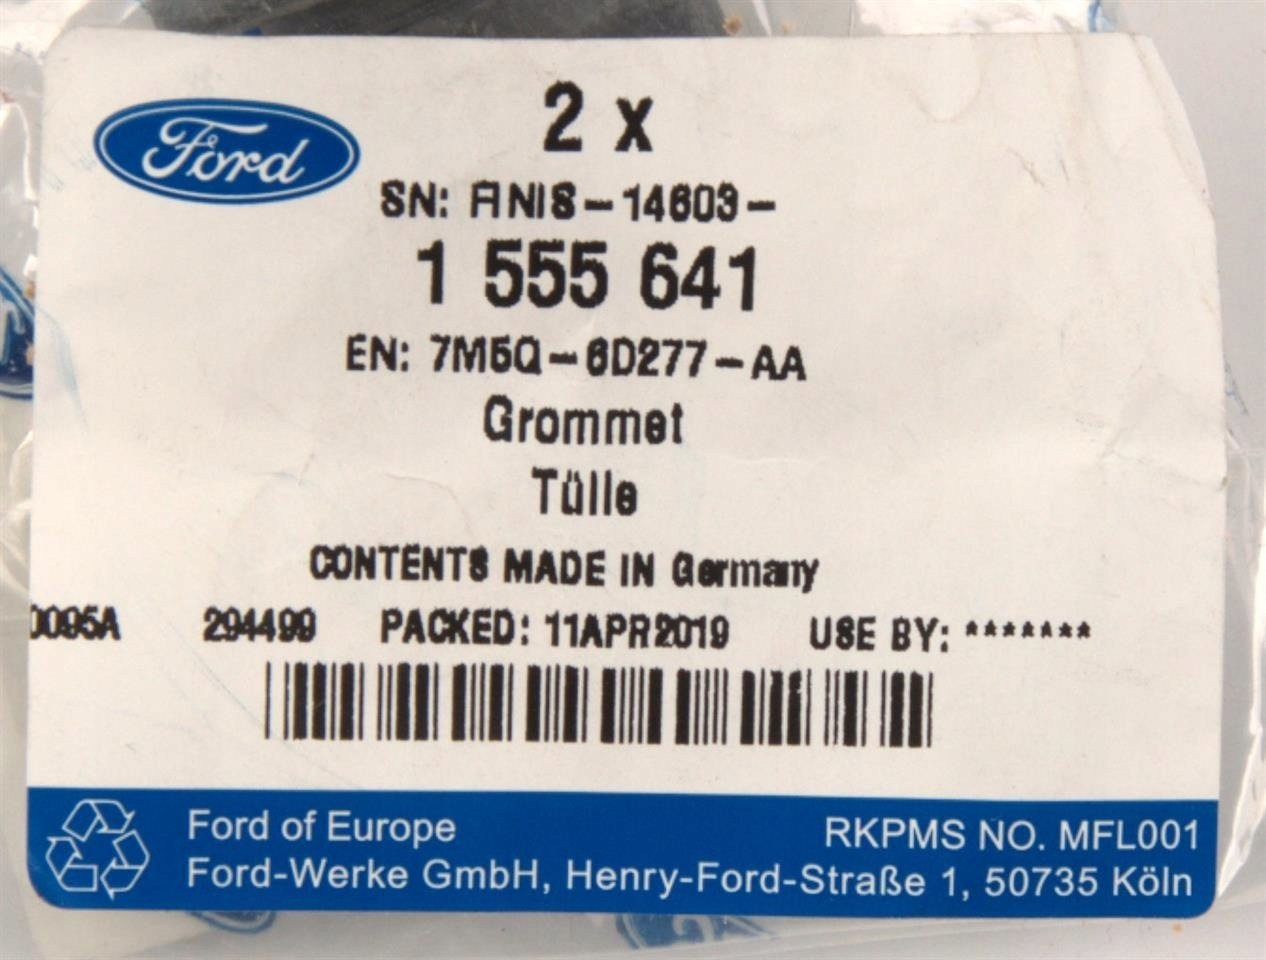 Ford
2 x
SN: ANIS-14603-
1 555 641
EN: 7M5Q-6D277-AA
Grommet
Tülle
CONTENTS MADE IN Germany
0095A 294499 PACKED: 11APR2019 USE BY: *******
Ford of Europe RKPMS NO. MFL001
Ford-Werke GmbH, Henry-Ford-Straße 1, 50735 Köln